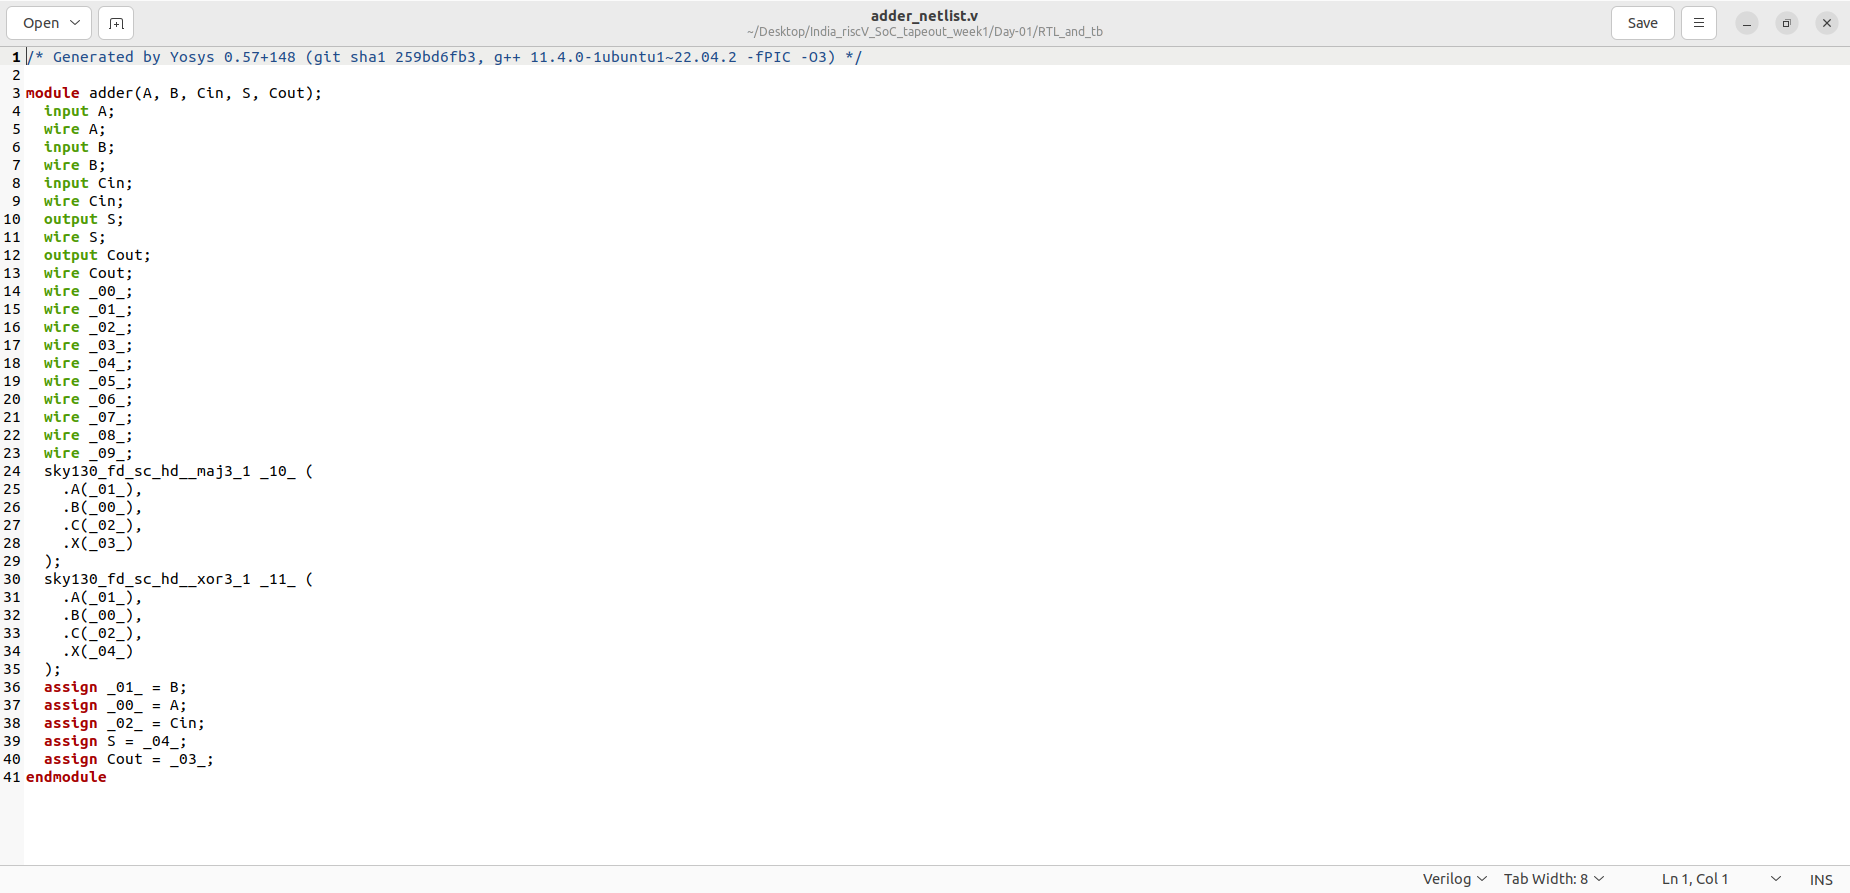 Open
adder_netlist.v
~/Desktop/India_riscV_SoC_tapeout_week1/Day-01/RTL_and_tb
Save
1 /* Generated by Yosys 0.57+148 (git sha1 259bd6fb3, g++ 11.4.0-1ubuntu1~22.04.2 -fPIC -O3) */
2
3 module adder(A, B, Cin, S, Cout);
4   input A;
5   wire A;
6   input B;
7   wire B;
8   input Cin;
9   wire Cin;
10   output S;
11   wire S;
12   output Cout;
13   wire Cout;
14   wire _00_;
15   wire _01_;
16   wire _02_;
17   wire _03_;
18   wire _04_;
19   wire _05_;
20   wire _06_;
21   wire _07_;
22   wire _08_;
23   wire _09_;
24   sky130_fd_sc_hd__maj3_1 _10_ (
25     .A(_01_),
26     .B(_00_),
27     .C(_02_),
28     .X(_03_)
29   );
30   sky130_fd_sc_hd__xor3_1 _11_ (
31     .A(_01_),
32     .B(_00_),
33     .C(_02_),
34     .X(_04_)
35   );
36   assign _01_ = B;
37   assign _00_ = A;
38   assign _02_ = Cin;
39   assign S = _04_;
40   assign Cout = _03_;
41 endmodule
Verilog Tab Width: 8 Ln 1, Col 1 INS